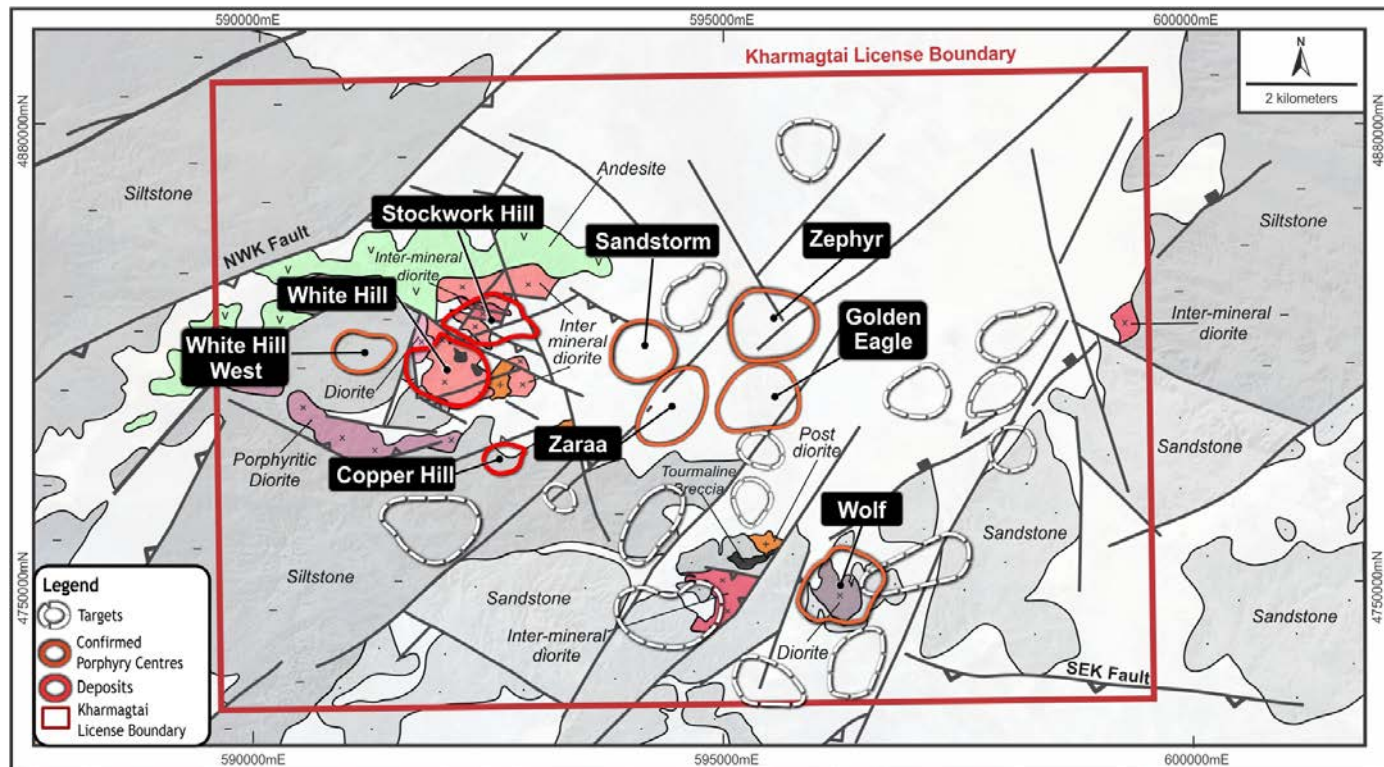 590000mE
595000mE
600000mE
Kharmagtai License Boundary
N
2 kilometers
4880000mN
4880000mN
Andesite
Siltstone
Stockwork Hill
Siltstone
Sandstorm
Zephyr
NWK Fault
Inter-mineral
diorite
White Hill
Inter
mineral
diorite
Golden
Eagle
Inter-mineral
diorite
White Hill
West
Diorite
Post
diorite
Sandstone
Zaraa
Porphyritic
Diorite
Copper Hill
Tourmaline
Breccia
Wolf
Sandstone
Siltstone
Sandstone
4750000mN
4750000mN
Legend
Targets
Confirmed
Porphyry Centres
Deposits
Kharmagtai
License Boundary
Inter-mineral
diorite
Diorite
Sandstone
SEK Fault
590000mE
595000mE
600000mE